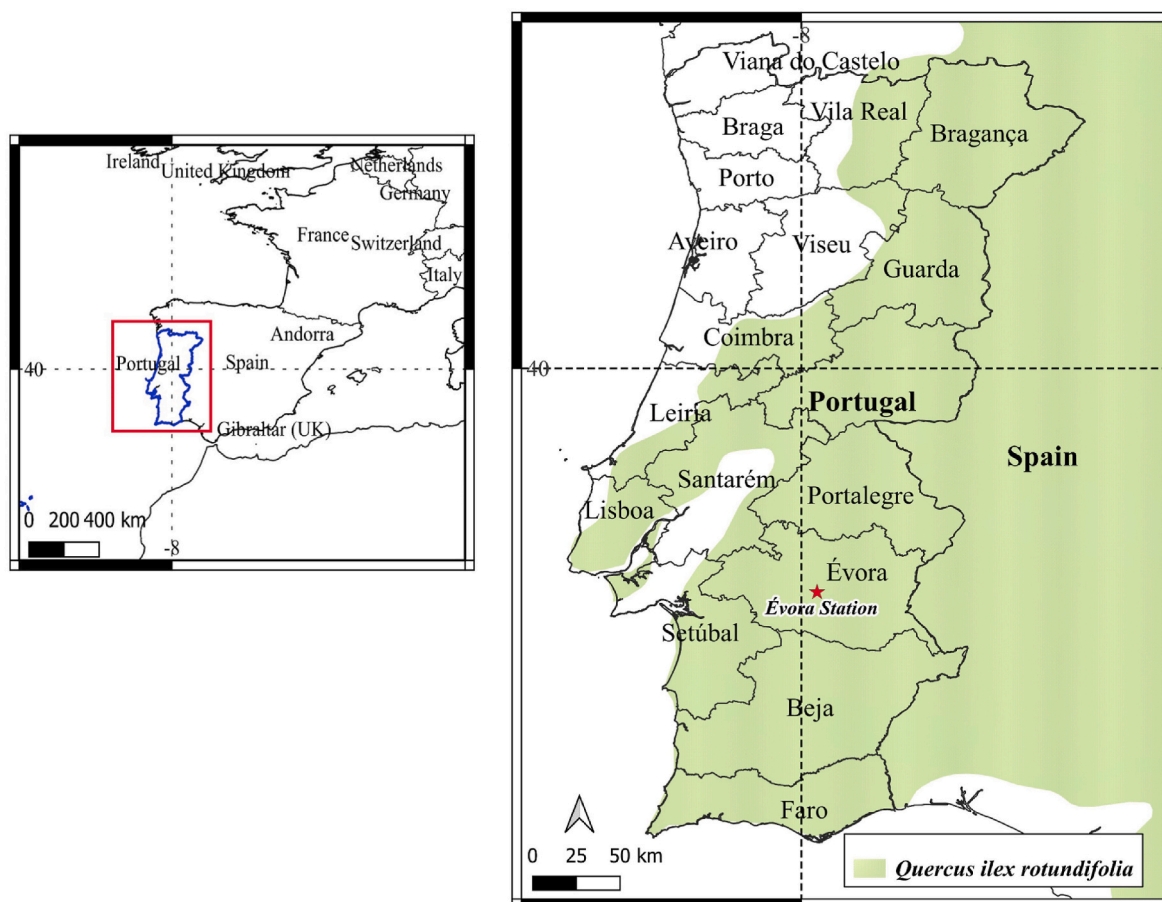 Ireland
United Kingdom
Netherlands
Germany
France
Switzerland
Italy
Andorra
40
Portugal
Spain
Gibraltar (UK)
0 200 400 km
-8
-8
Viana do Castelo
Vila Real
Braga
Bragança
Porto
Aveiro
Viseu
Guarda
Coimbra
40
Leiria
Portugal
Spain
Santarém
Portalegre
Lisboa
Évora
Évora Station
Setúbal
Beja
Faro
0 25 50 km
Quercus ilex rotundifolia